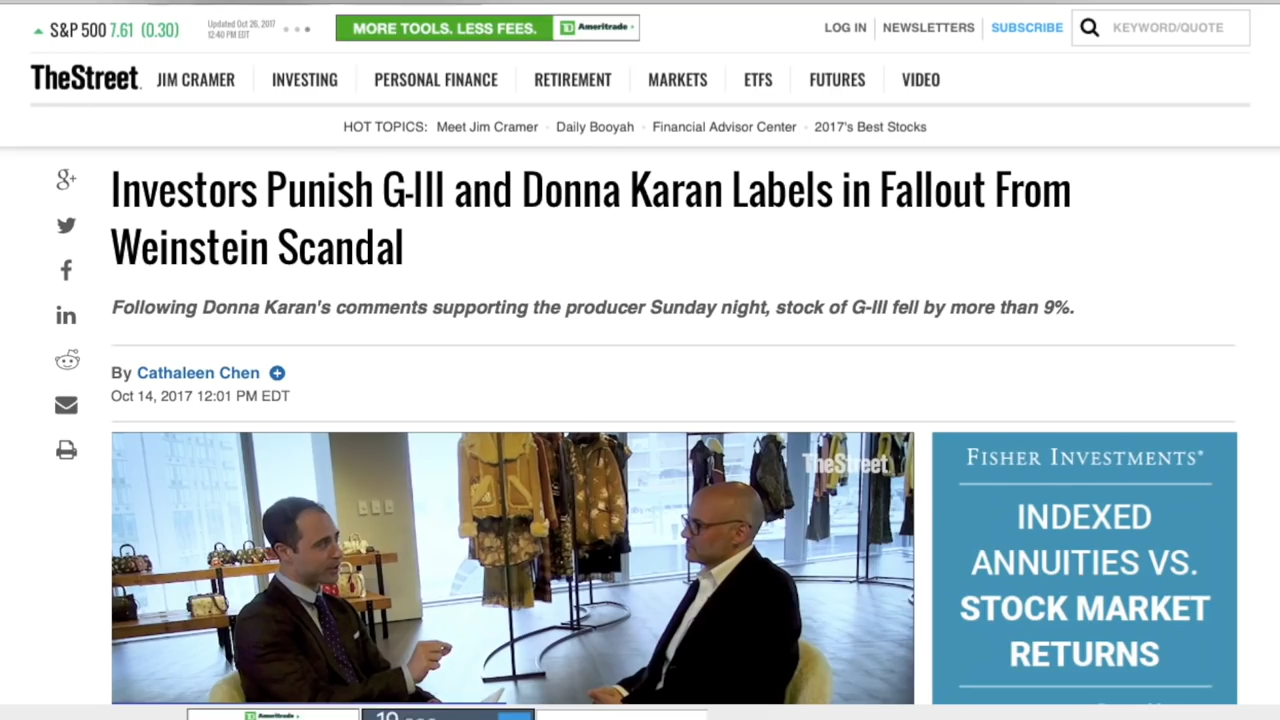 S&P 500 7.61 (0.30)
Updated Oct 26, 2017
12:40 PM EDT
MORE TOOLS. LESS FEES.
TD Ameritrade
LOG IN
NEWSLETTERS
SUBSCRIBE
KEYWORD/QUOTE
TheStreet.
JIM CRAMER
INVESTING
PERSONAL FINANCE
RETIREMENT
MARKETS
ETFS
FUTURES
VIDEO
HOT TOPICS: Meet Jim Cramer Daily Booyah Financial Advisor Center 2017's Best Stocks
g+
f
in
Investors Punish G-III and Donna Karan Labels in Fallout From
Weinstein Scandal
Following Donna Karan's comments supporting the producer Sunday night, stock of G-III fell by more than 9%.
By Cathaleen Chen
Oct 14, 2017 12:01 PM EDT
TheStreet
FISHER INVESTMENTS®
INDEXED
ANNUITIES VS.
STOCK MARKET
RETURNS
TD Ameritrade